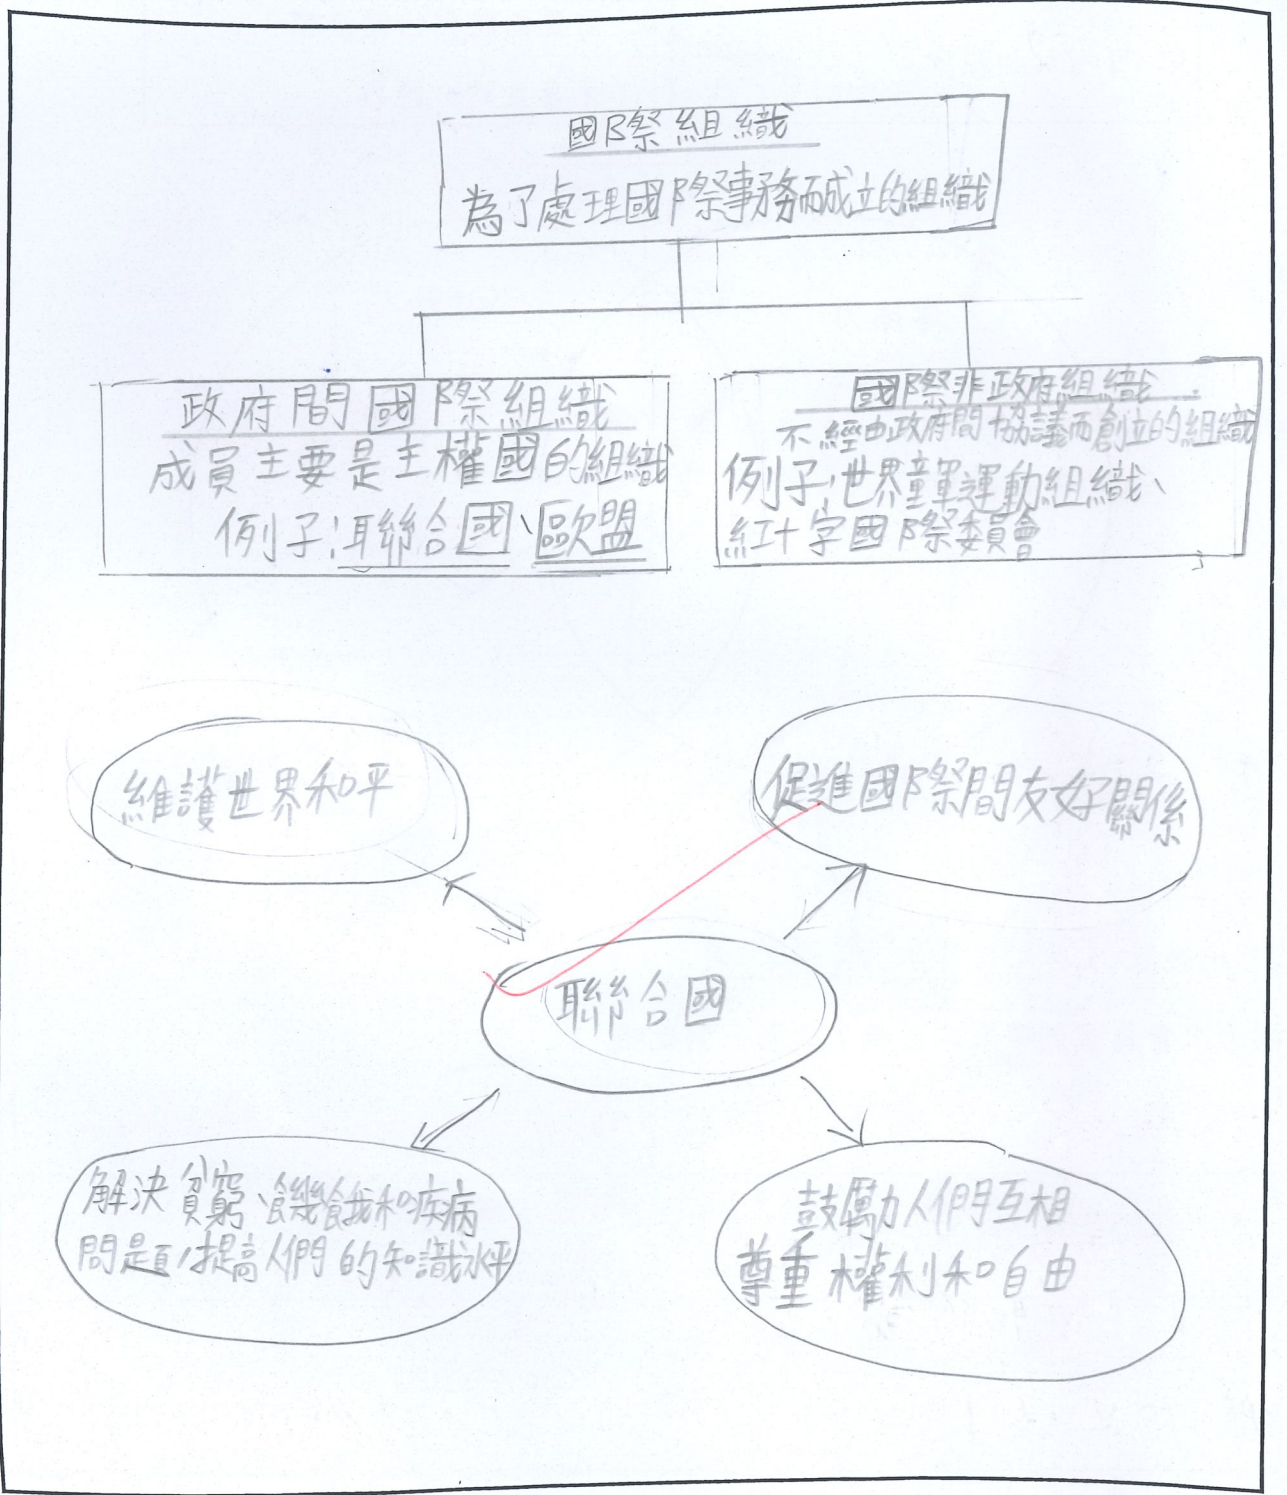 國際組織
為了處理國際事務而成立的組織
政府間國際組織
成員主要是主權國的組織
例子:聯合國、歐盟
國際非政府組織
不經由政府間協議而創立的組織
例子:世界童軍運動組織、
紅十字國際委員會
維護世界和平
促進國際間友好關係
聯合國
解決貧窮、饑餓和疾病
問題,提高人們的知識水平
鼓勵人們互相
尊重權利和自由